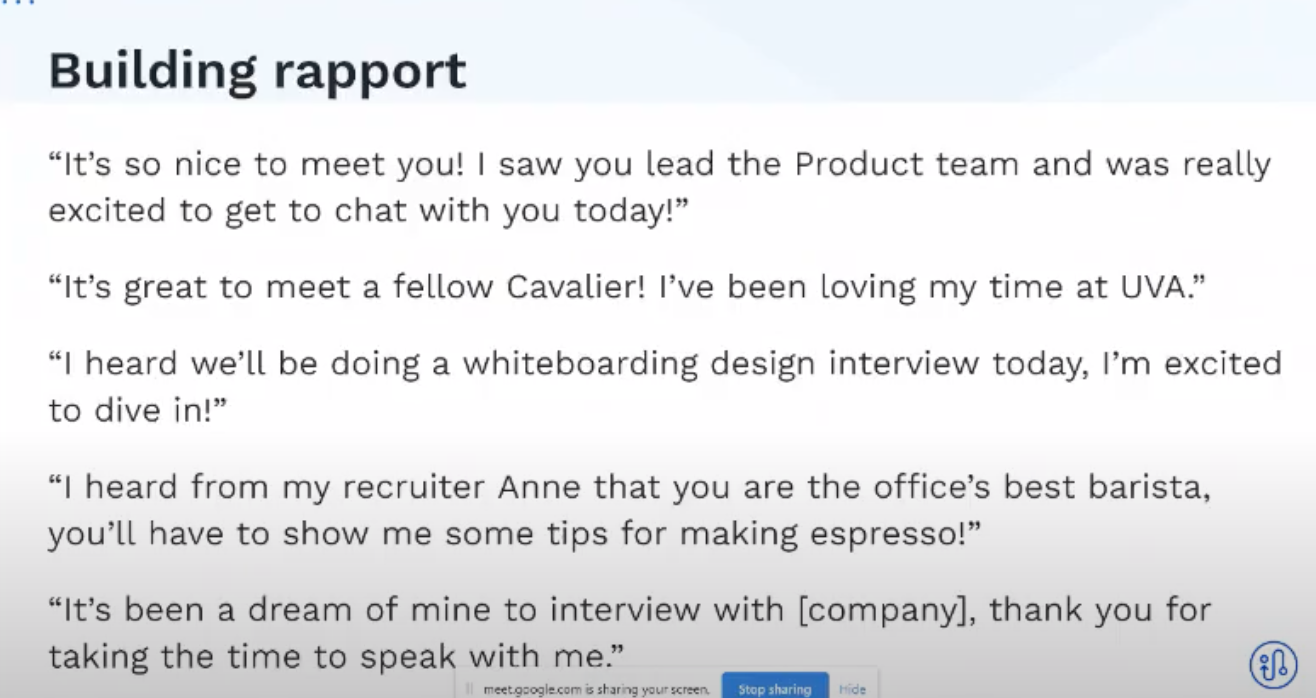 Building rapport
“It’s so nice to meet you! I saw you lead the Product team and was really
excited to get to chat with you today!”
“It’s great to meet a fellow Cavalier! I’ve been loving my time at UVA.”
“I heard we’ll be doing a whiteboarding design interview today, I’m excited
to dive in!”
“I heard from my recruiter Anne that you are the office’s best barista,
you’ll have to show me some tips for making espresso!”
“It’s been a dream of mine to interview with [company], thank you for
taking the time to speak with me.”
meet.google.com is sharing your screen. Stop sharing Hide